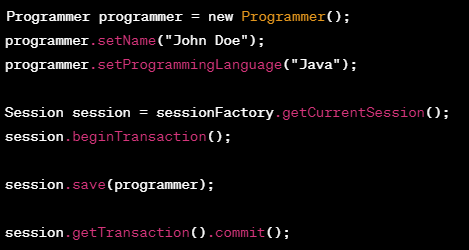 Programmer programmer = new Programmer();
programmer.setName("John Doe");
programmer.setProgrammingLanguage("Java");
Session session = sessionFactory.getCurrentSession();
session.beginTransaction();
session.save(programmer);
session.getTransaction().commit();